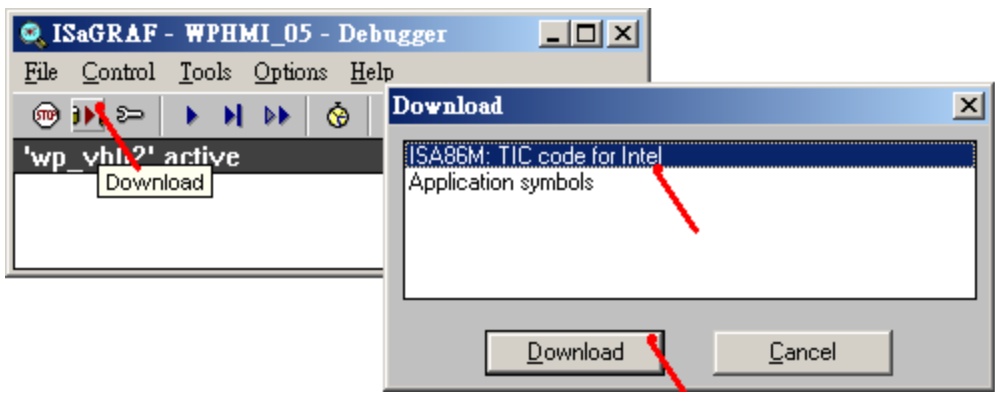 ISaGRAF - WPHMI_05 - Debugger
File Control Tools Options Help
STOP
'wp_vhb2' active
Download
Download
ISA86M: TIC code for Intel
Application symbols
Download Cancel